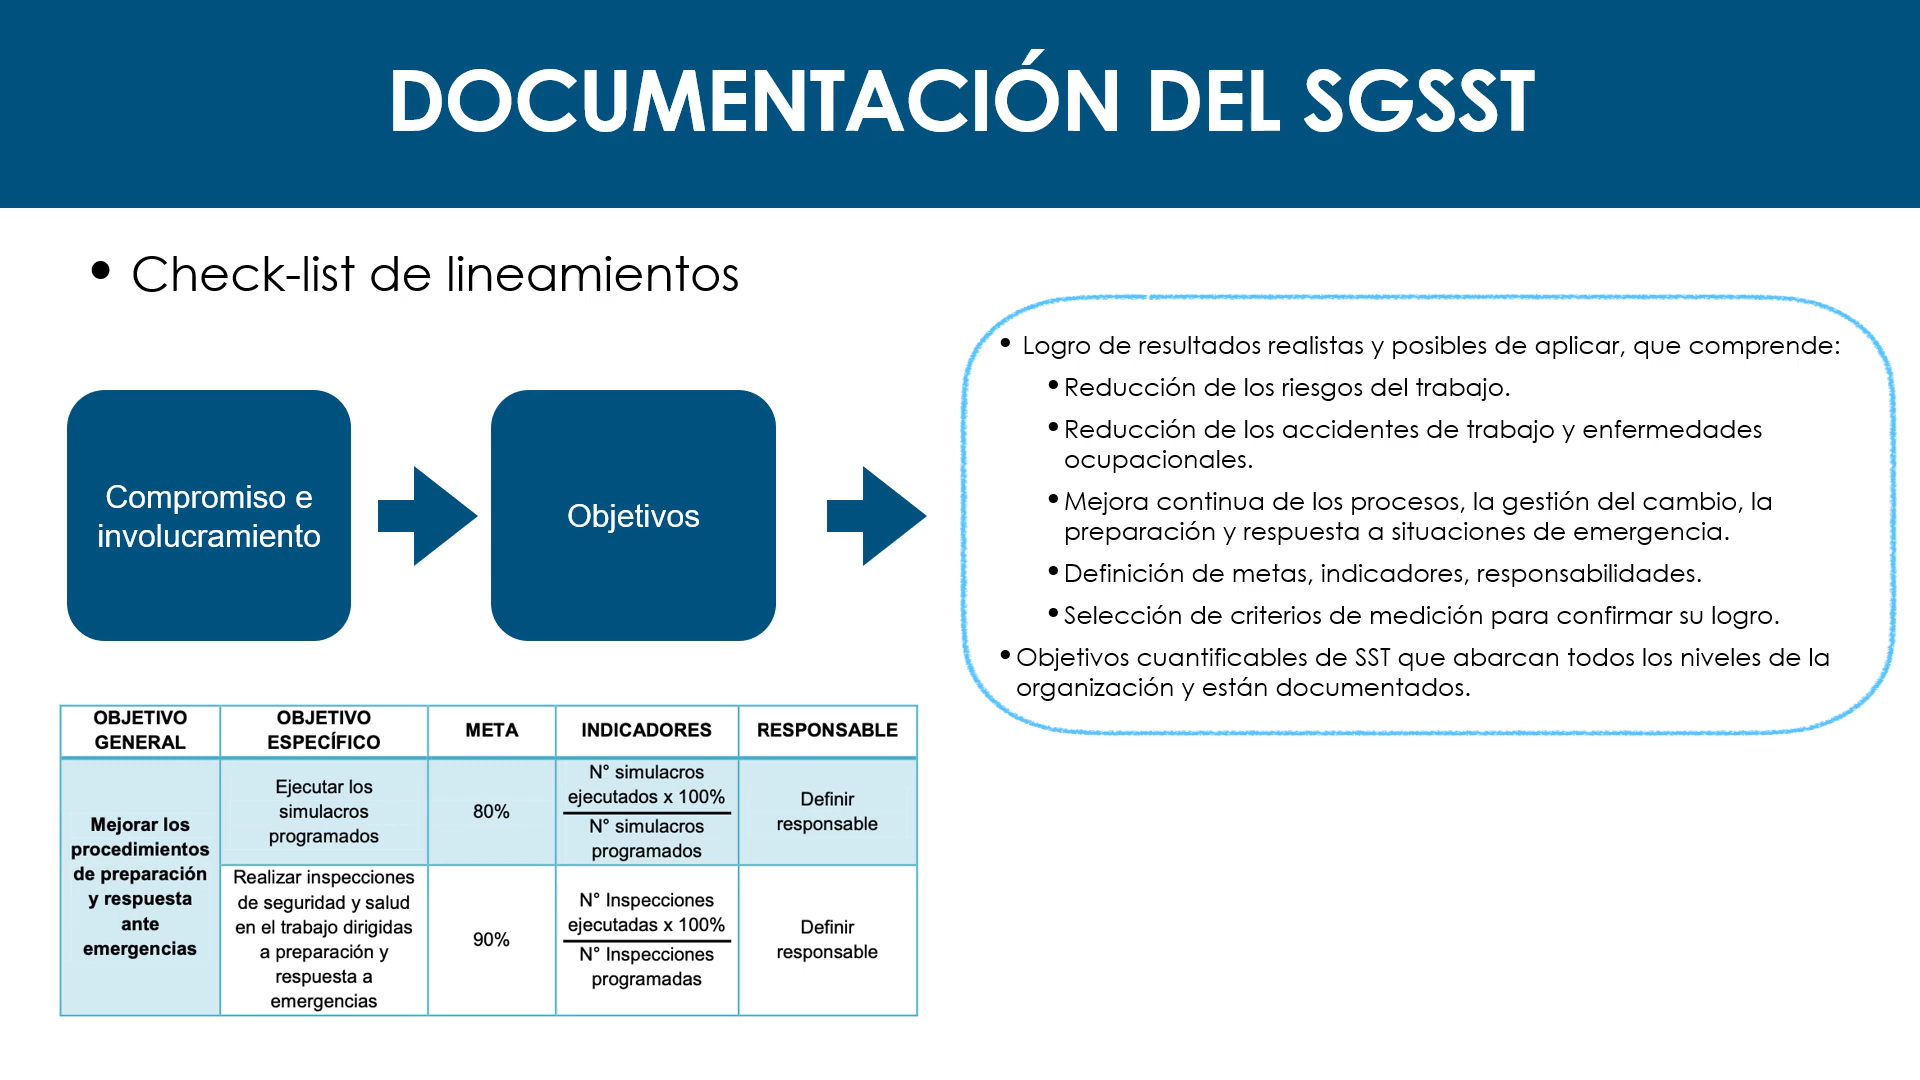 DOCUMENTACIÓN DEL SGSST
• Check-list de lineamientos
Compromiso e
involucramiento
Objetivos
• Logro de resultados realistas y posibles de aplicar, que comprende:
• Reducción de los riesgos del trabajo.
• Reducción de los accidentes de trabajo y enfermedades
ocupacionales.
• Mejora continua de los procesos, la gestión del cambio, la
preparación y respuesta a situaciones de emergencia.
• Definición de metas, indicadores, responsabilidades.
• Selección de criterios de medición para confirmar su logro.
• Objetivos cuantificables de SST que abarcan todos los niveles de la
organización y están documentados.
OBJETIVO
GENERAL
OBJETIVO
ESPECÍFICO
META
INDICADORES
RESPONSABLE
Mejorar los
procedimientos
de preparación
y respuesta
ante
emergencias
Ejecutar los
simulacros
programados
80%
N° simulacros
ejecutados x 100%
N° simulacros
programados
Definir
responsable
Realizar inspecciones
de seguridad y salud
en el trabajo dirigidas
a preparación y
respuesta a
emergencias
90%
N° Inspecciones
ejecutadas x 100%
N° Inspecciones
programadas
Definir
responsable